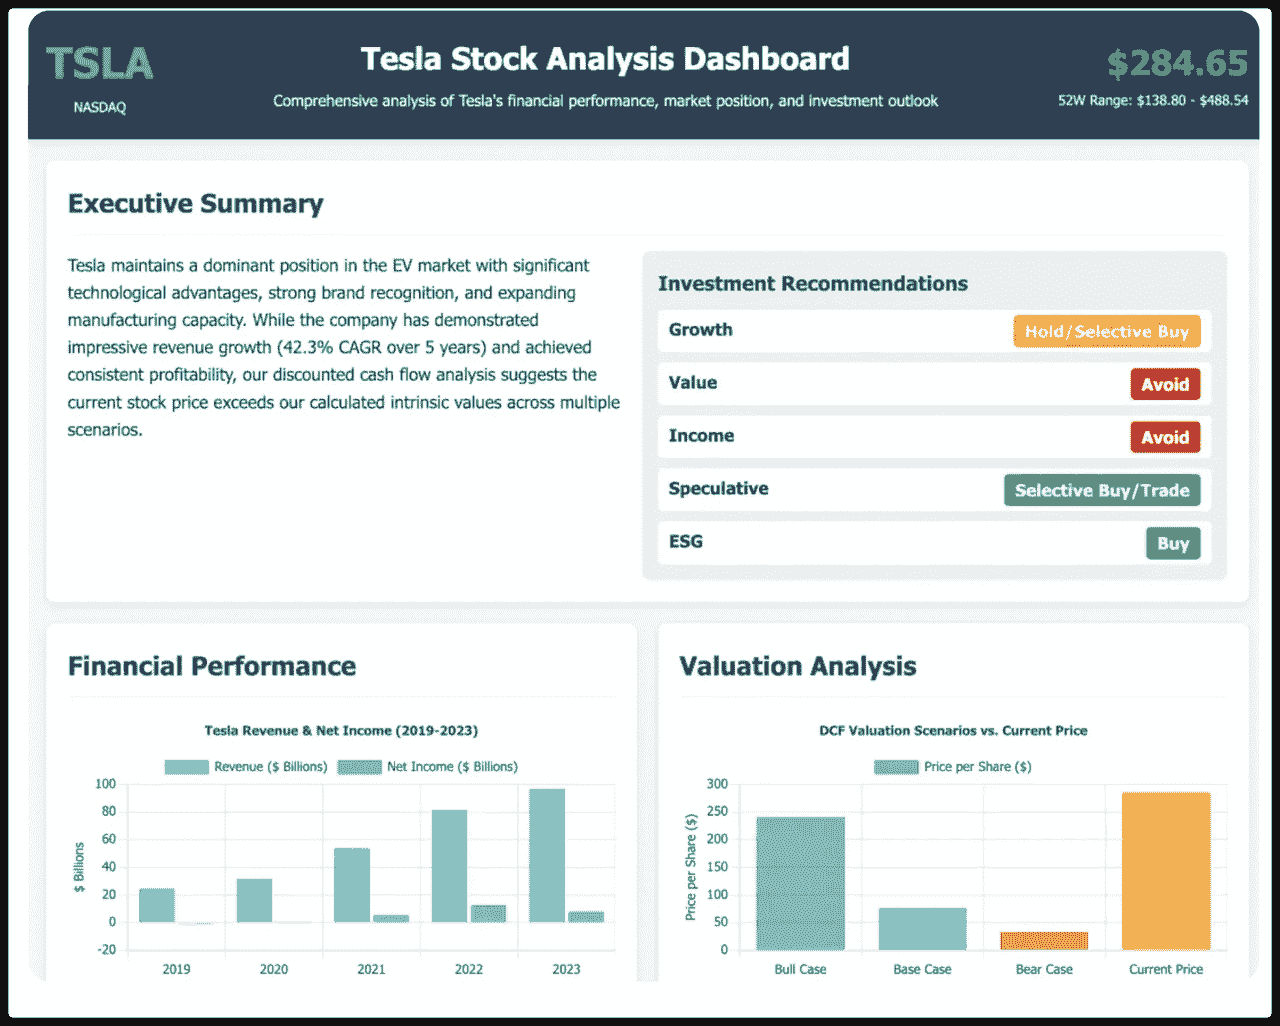 TSLA
NASDAQ
Tesla Stock Analysis Dashboard
Comprehensive analysis of Tesla's financial performance, market position, and investment outlook
$284.65
52W Range: $138.80 - $488.54
Executive Summary
Tesla maintains a dominant position in the EV market with significant
technological advantages, strong brand recognition, and expanding
manufacturing capacity. While the company has demonstrated
impressive revenue growth (42.3% CAGR over 5 years) and achieved
consistent profitability, our discounted cash flow analysis suggests the
current stock price exceeds our calculated intrinsic values across multiple
scenarios.
Investment Recommendations
Growth Hold/Selective Buy
Value Avoid
Income Avoid
Speculative Selective Buy/Trade
ESG Buy
Financial Performance
Tesla Revenue & Net Income (2019-2023)
Revenue ($ Billions) Net Income ($ Billions)
$ Billions
100
80
60
40
20
0
-20
2019 2020 2021 2022 2023
Valuation Analysis
DCF Valuation Scenarios vs. Current Price
Price per Share ($)
Price per Share ($)
300
250
200
150
100
50
0
Bull Case Base Case Bear Case Current Price